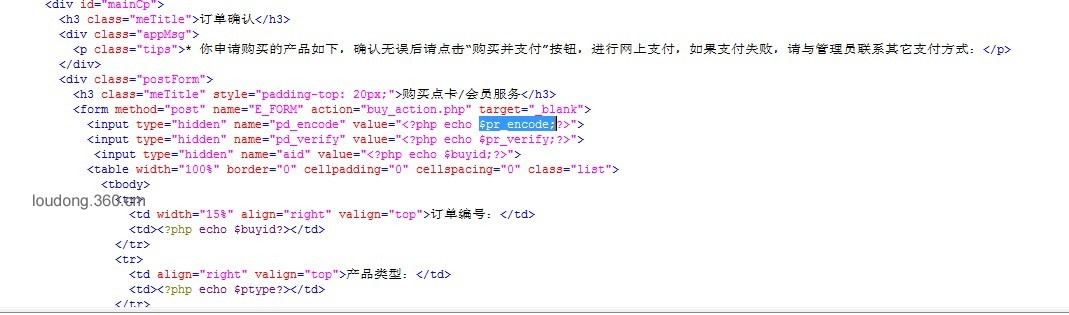 <div id="mainCp">
<h3 class="meTitle">订单确认</h3>
<div class="appMsg">
<p class="tips">* 你申请购买的产品如下，确认无误后请点击“购买并支付”按钮，进行网上支付，如果支付失败，请与管理员联系其它支付方式：</p>
</div>
<div class="postForm">
<h3 class="meTitle" style="padding-top: 20px;">购买点卡/会员服务</h3>
<form method="post" name="E_FORM" action="buy_action.php" target="_blank">
<input type="hidden" name="pd_encode" value="<?php echo $pr_encode;?>">
<input type="hidden" name="pd_verify" value="<?php echo $pr_verify;?>">
<input type="hidden" name="aid" value="<?php echo $buyid;?>">
<table width="100%" border="0" cellpadding="0" cellspacing="0" class="list">
<tbody>
<tr>
loudong.360.cn
<td width="15%" align="right" valign="top">订单编号：</td>
<td><?php echo $buyid?></td>
</tr>
<tr>
<td align="right" valign="top">产品类型：</td>
<td><?php echo $ptype?></td>
</tr>